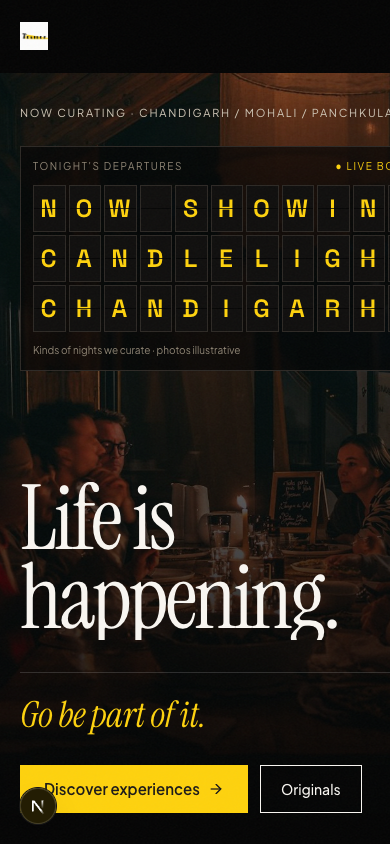 NOW CURATING · CHANDIGARH / MOHALI / PANCHKULA
TONIGHT'S DEPARTURES
● LIVE BO
NOW SHOWIN
CANDLELIGH
CHANDIGARH
Kinds of nights we curate · photos illustrative
Life is
happening.
Go be part of it.
Discover experiences →
Originals
N